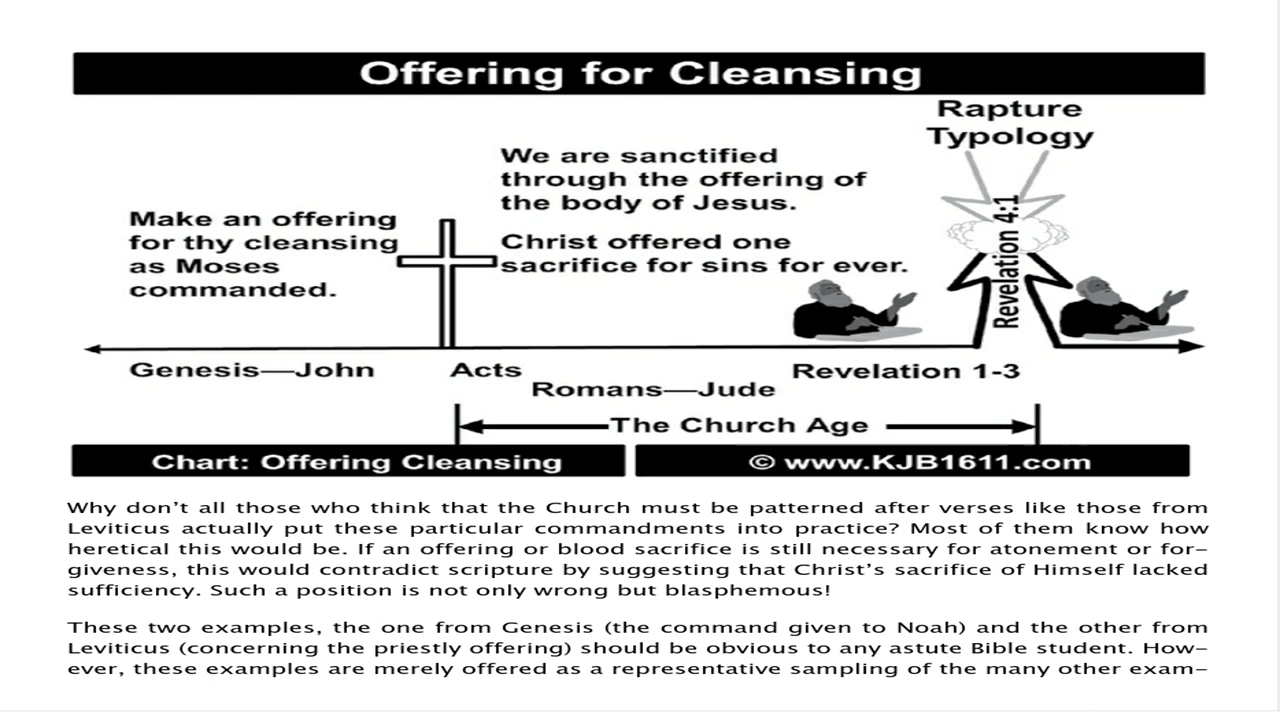 Offering for Cleansing
Rapture
Typology
We are sanctified
through the offering of
the body of Jesus.
Make an offering
for thy cleansing
as Moses
commanded.
Christ offered one
sacrifice for sins for ever.
Revelation 4:1
Genesis—John
Acts
Revelation 1-3
Romans—Jude
The Church Age
Chart: Offering Cleansing
© www.KJB1611.com
Why don’t all those who think that the Church must be patterned after verses like those from
Leviticus actually put these particular commandments into practice? Most of them know how
heretical this would be. If an offering or blood sacrifice is still necessary for atonement or for-
giveness, this would contradict scripture by suggesting that Christ’s sacrifice of Himself lacked
sufficiency. Such a position is not only wrong but blasphemous!
These two examples, the one from Genesis (the command given to Noah) and the other from
Leviticus (concerning the priestly offering) should be obvious to any astute Bible student. How-
ever, these examples are merely offered as a representative sampling of the many other exam-